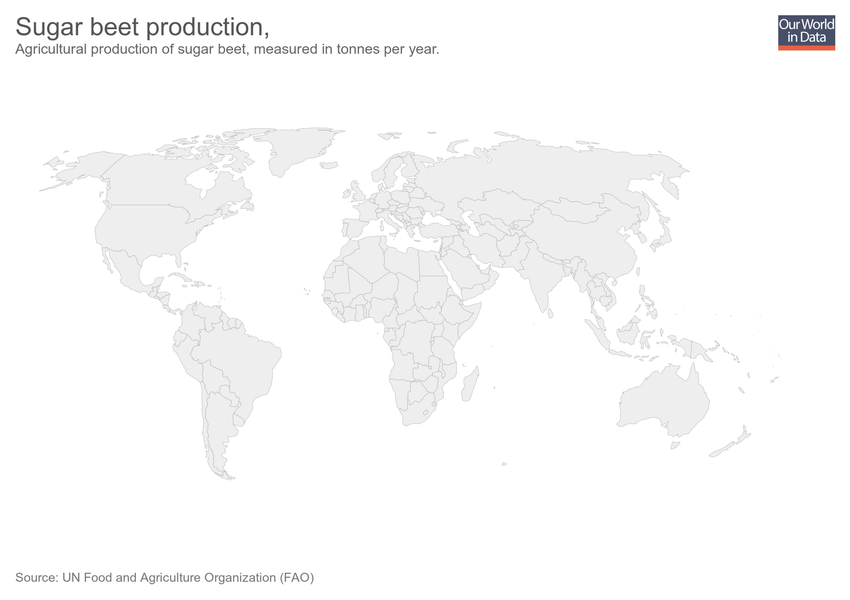 Sugar beet production,
Agricultural production of sugar beet, measured in tonnes per year.
Our World
in Data
Source: UN Food and Agriculture Organization (FAO)